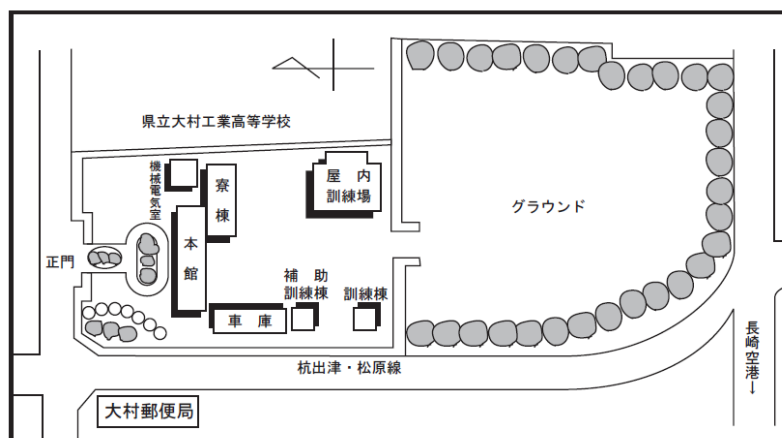 県立大村工業高等学校
機械電気室
寮棟
屋内
訓練場
グラウンド
本館
正門
補助
訓練棟
訓練棟
車庫
長崎空港→
杭出津・松原線
大村郵便局